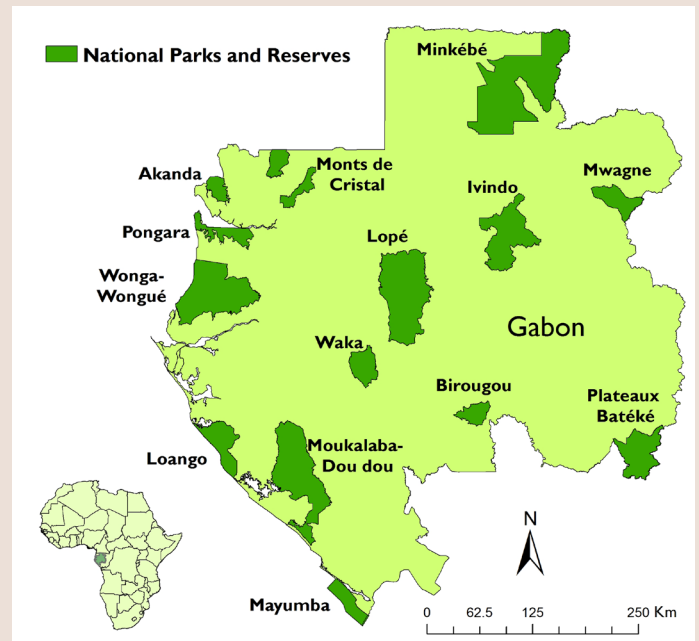 National Parks and Reserves
Minkébé
Akanda
Monts de
Cristal
Ivindo
Mwagne
Pongara
Lopé
Wonga-
Wongué
Gabon
Waka
Birougou
Plateaux
Batéké
Loango
Moukalaba-
Dou dou
N
Mayumba
0 62.5 125 250 Km